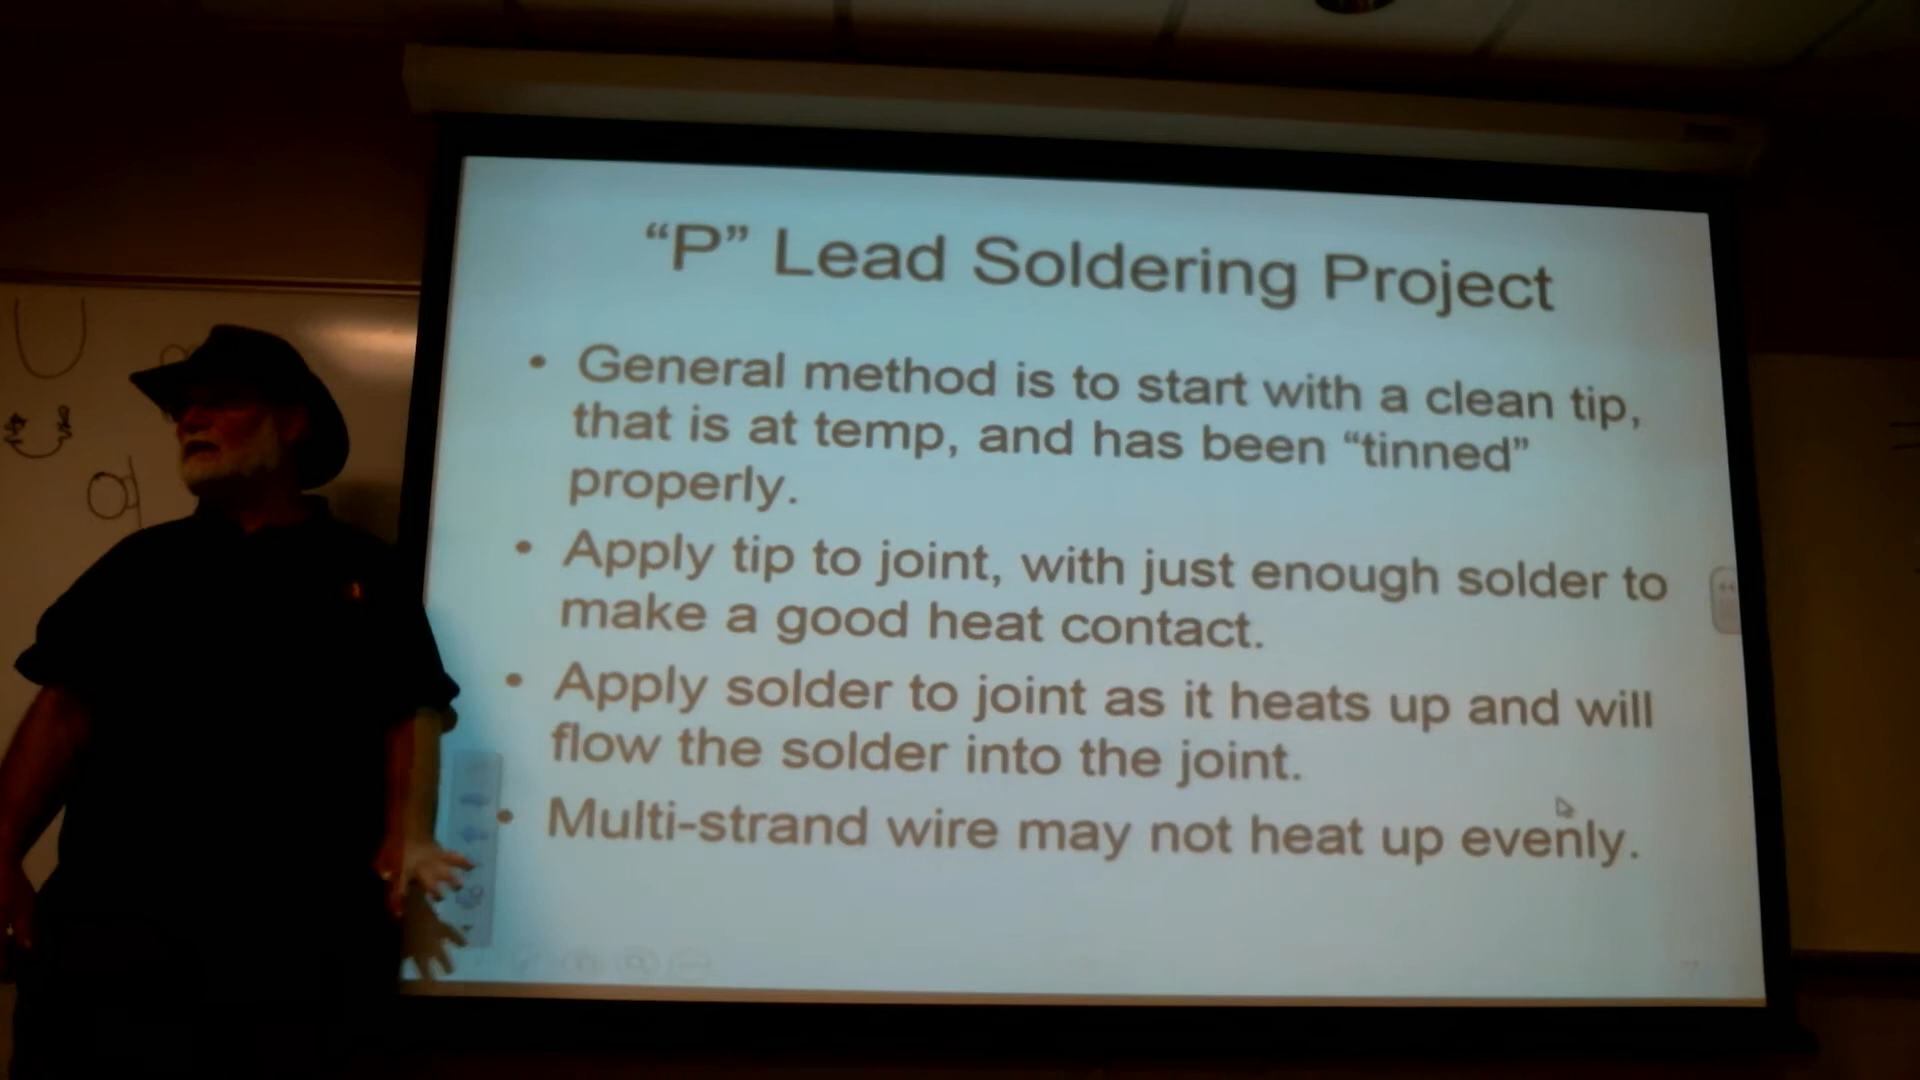 “P” Lead Soldering Project
• General method is to start with a clean tip,
that is at temp, and has been “tinned”
properly.
• Apply tip to joint, with just enough solder to
make a good heat contact.
• Apply solder to joint as it heats up and will
flow the solder into the joint.
• Multi-strand wire may not heat up evenly.
7